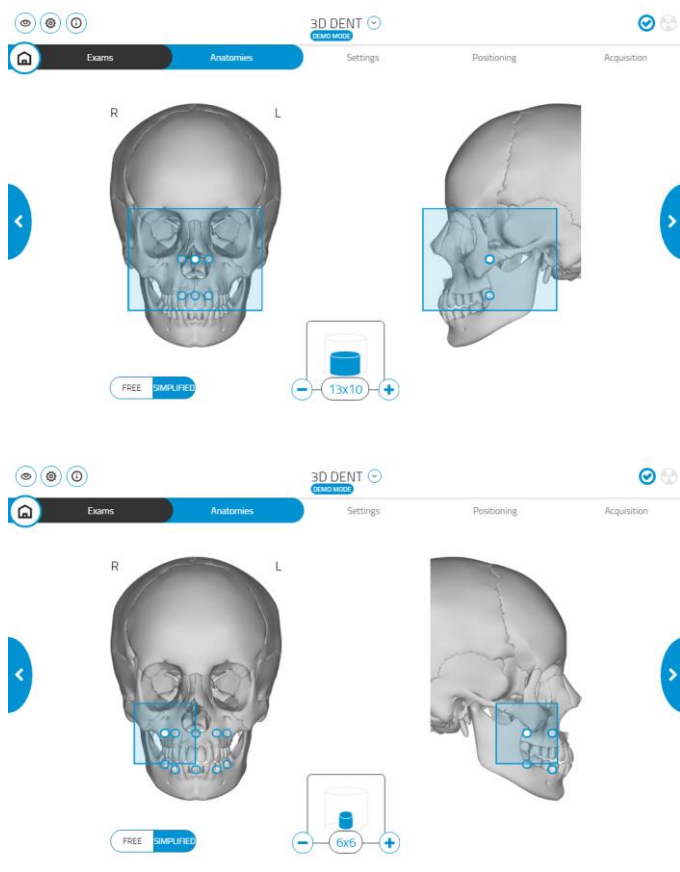 3D DENT
DEMO MODE
Exams Anatomies Settings Positioning Acquisition
R L
13x10
FREE SIMPLIFIED
3D DENT
DEMO MODE
Exams Anatomies Settings Positioning Acquisition
R L
6x6
FREE SIMPLIFIED